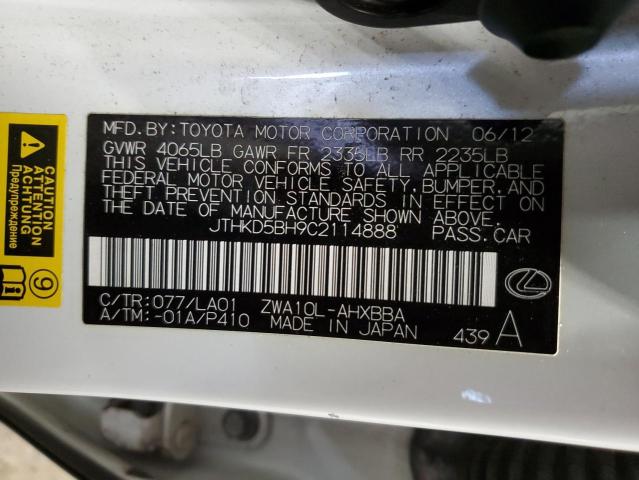 MFD.BY:TOYOTA MOTOR CORPORATION 06/12
GVWR 4065LB GAWR FR 2335LB RR 2235LB
THIS VEHICLE CONFORMS TO ALL APPLICABLE
FEDERAL MOTOR VEHICLE SAFETY,BUMPER,AND
THEFT PREVENTION STANDARDS IN EFFECT ON
THE DATE OF MANUFACTURE SHOWN ABOVE.
JTHKD5BH9C2114888 PASS.CAR
C/TR:077/LA01 ZWA10L-AHXBBA
A/TM:-01A/P410 MADE IN JAPAN 439 A
Предупреждение
9